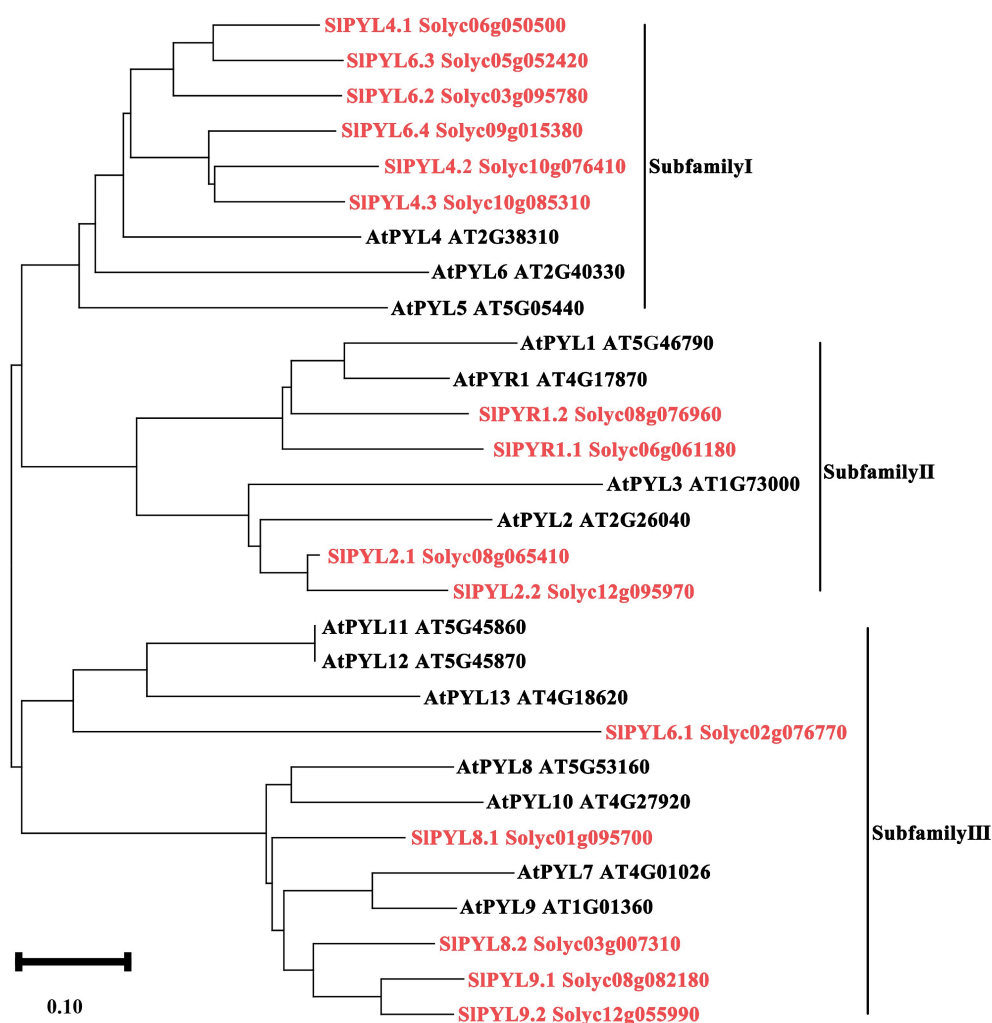 SlPYL4.1 Solyc06g050500
SlPYL6.3 Solyc05g052420
SlPYL6.2 Solyc03g095780
SlPYL6.4 Solyc09g015380
SlPYL4.2 Solyc10g076410
SubfamilyI
SlPYL4.3 Solyc10g085310
AtPYL4 AT2G38310
AtPYL6 AT2G40330
AtPYL5 AT5G05440
AtPYL1 AT5G46790
AtPYR1 AT4G17870
SlPYR1.2 Solyc08g076960
SlPYR1.1 Solyc06g061180
SubfamilyII
AtPYL3 AT1G73000
AtPYL2 AT2G26040
SlPYL2.1 Solyc08g065410
SlPYL2.2 Solyc12g095970
AtPYL11 AT5G45860
AtPYL12 AT5G45870
AtPYL13 AT4G18620
SlPYL6.1 Solyc02g076770
AtPYL8 AT5G53160
AtPYL10 AT4G27920
SubfamilyIII
SlPYL8.1 Solyc01g095700
AtPYL7 AT4G01026
AtPYL9 AT1G01360
SlPYL8.2 Solyc03g007310
SlPYL9.1 Solyc08g082180
SlPYL9.2 Solyc12g055990
0.10